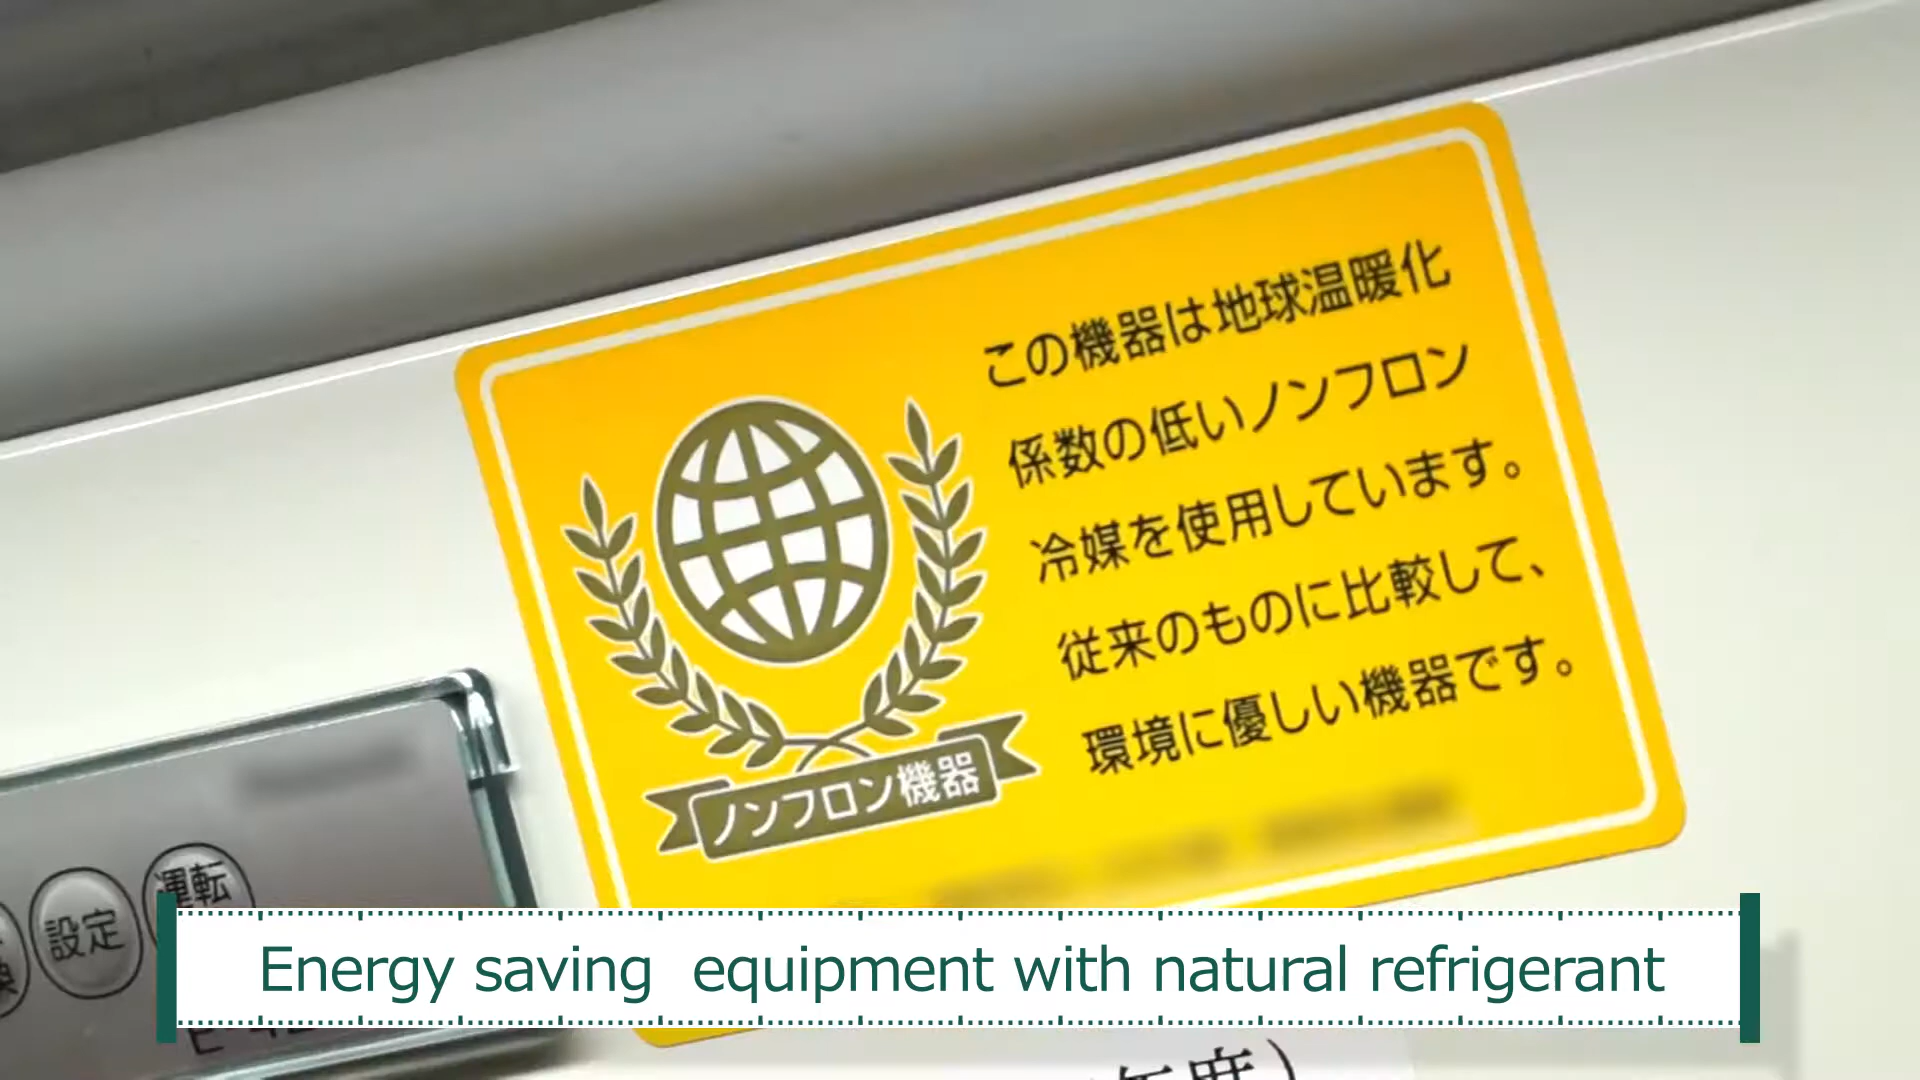 この機器は地球温暖化
係数の低いノンフロン
冷媒を使用しています。
従来のものに比較して、
環境に優しい機器です。
ノンフロン機器
運転
設定
Energy saving  equipment with natural refrigerant
年度）